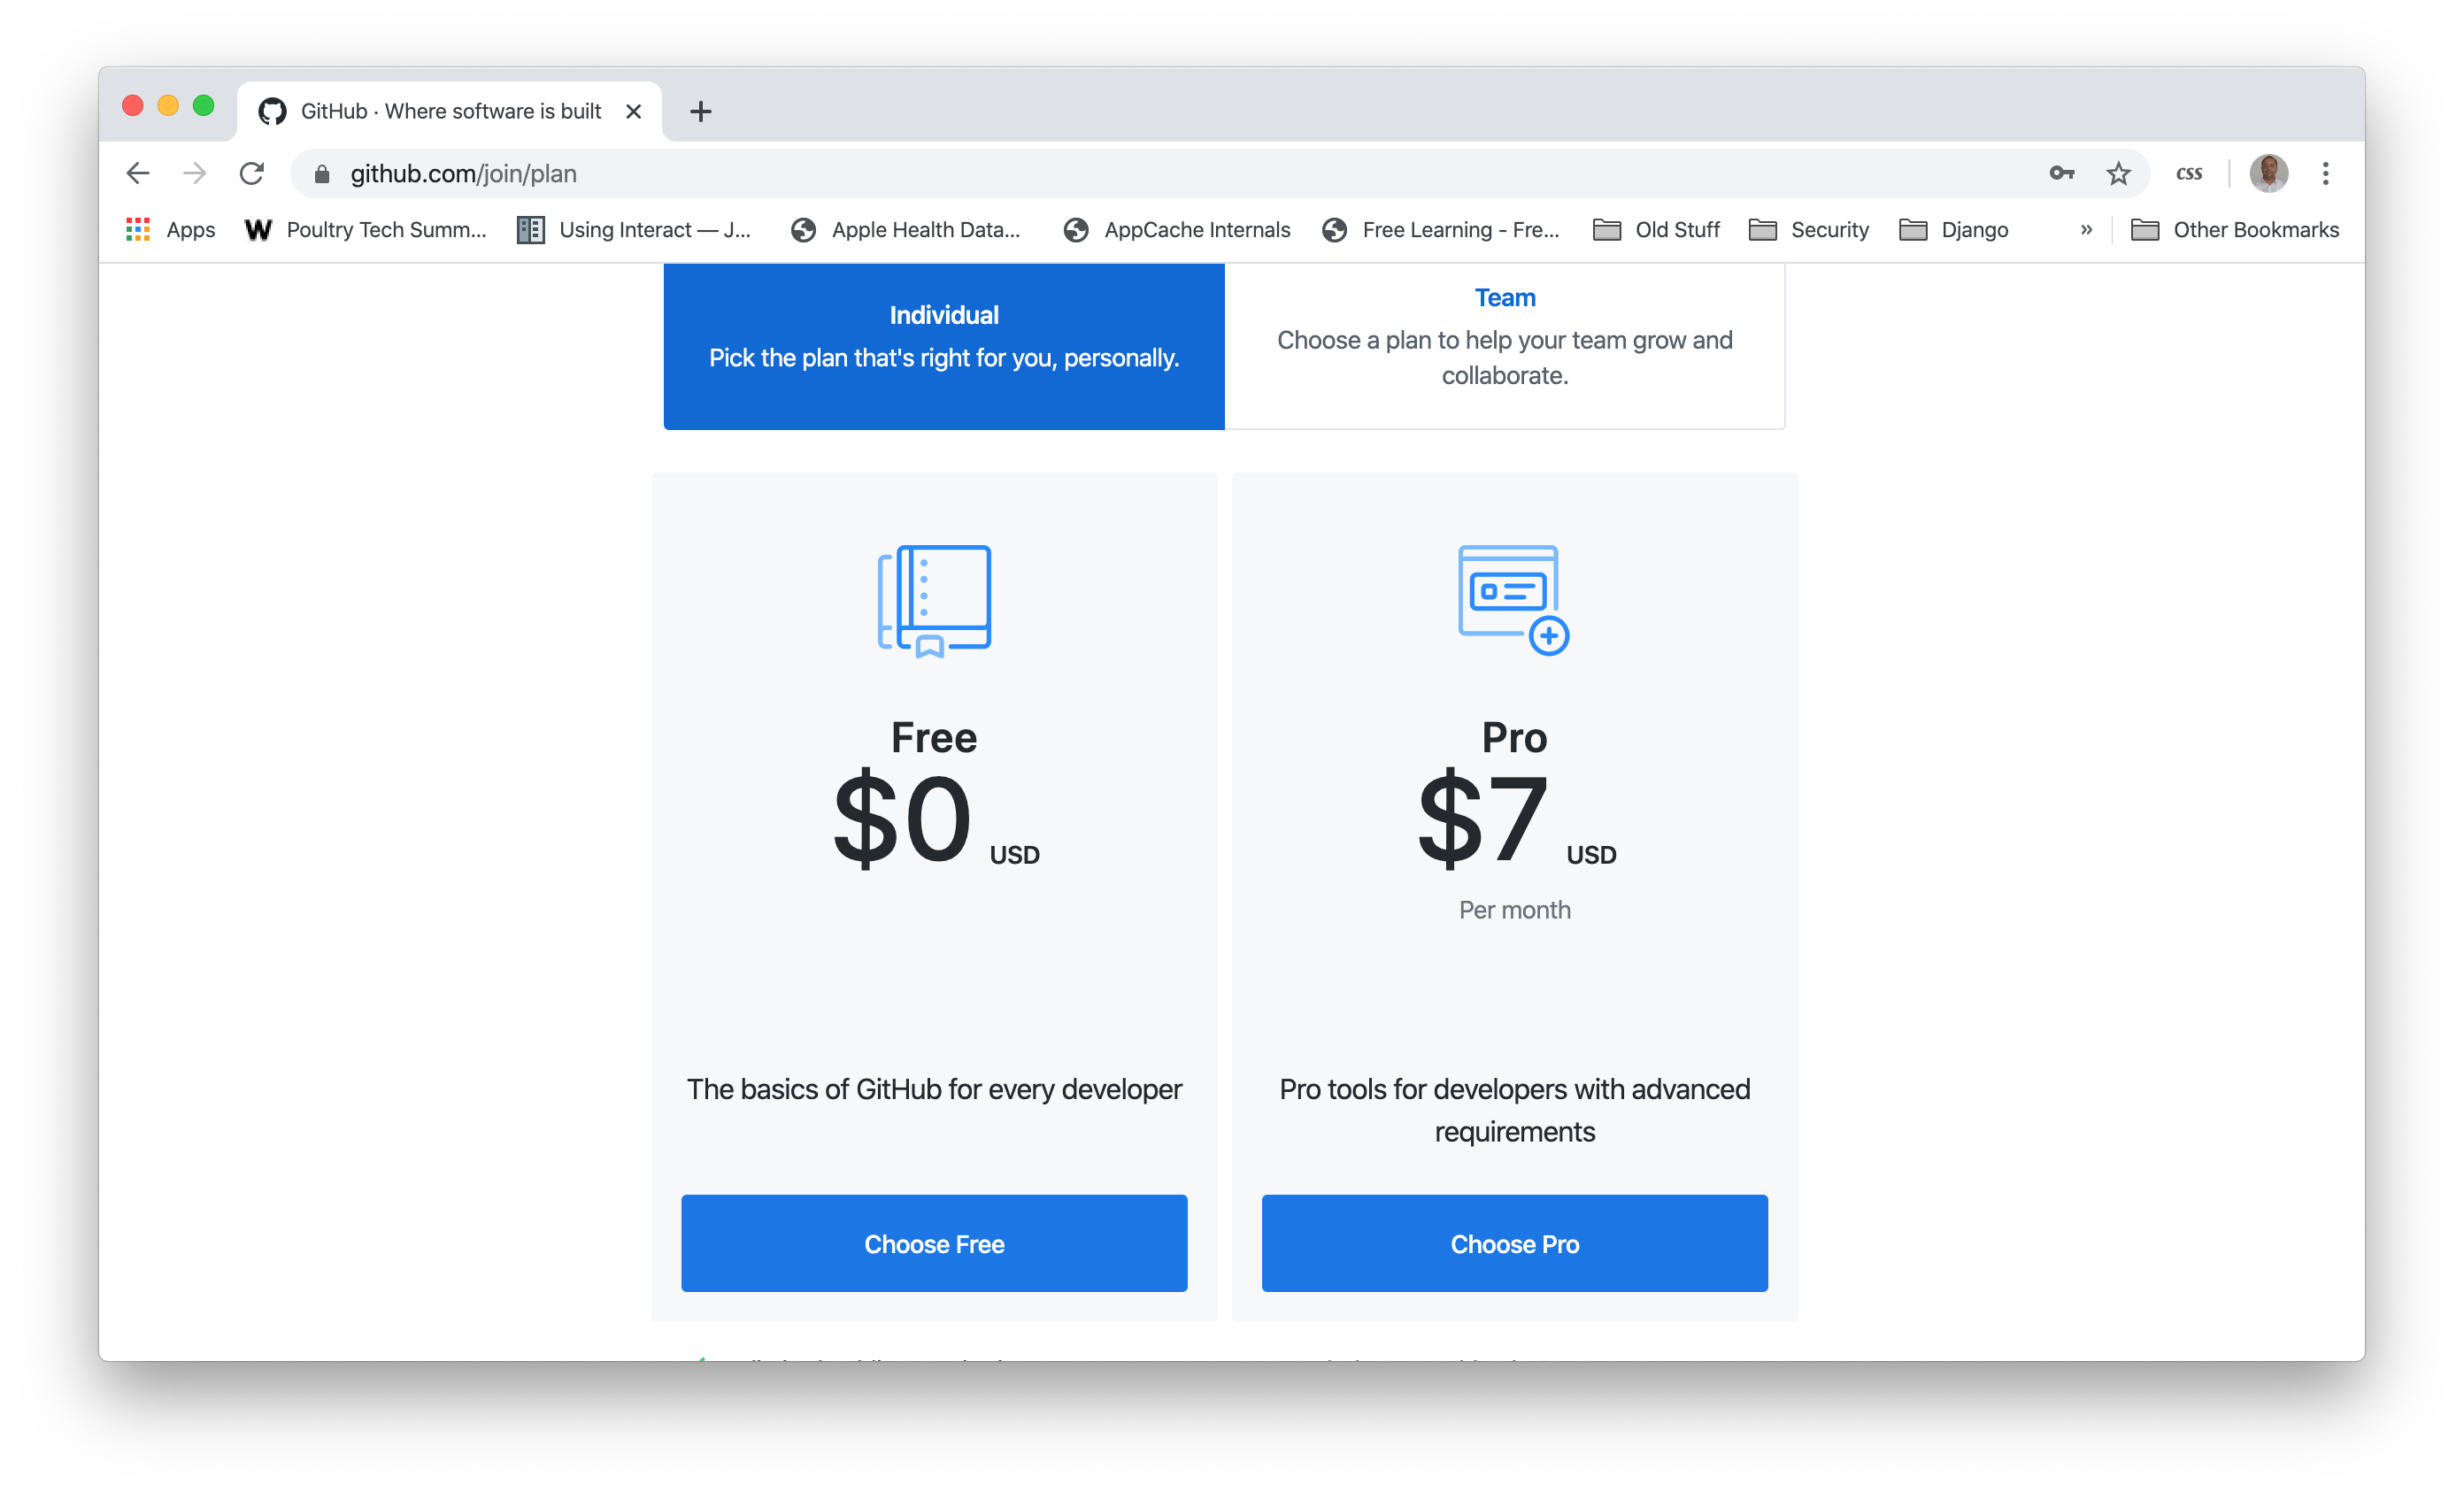 GitHub · Where software is built
github.com/join/plan
css
Apps
Poultry Tech Summ...
Using Interact — J...
Apple Health Data...
AppCache Internals
Free Learning - Fre...
Old Stuff
Security
Django
»
Other Bookmarks
Individual
Pick the plan that's right for you, personally.
Team
Choose a plan to help your team grow and
collaborate.
Free
$0 USD
The basics of GitHub for every developer
Choose Free
Pro
$7 USD
Per month
Pro tools for developers with advanced
requirements
Choose Pro